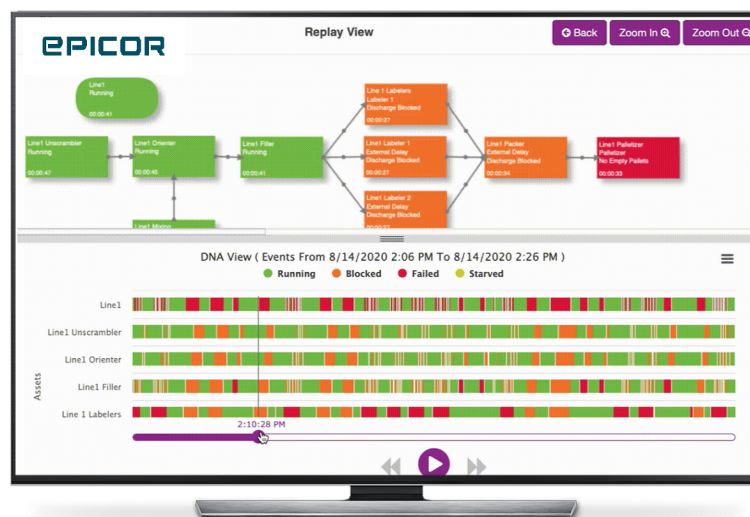 EPICOR
Replay View
Back
Zoom In
Zoom Out
Line1
Running
00:00:41
Line1 Unscrambler
Running
00:00:47
Line1 Orienter
Running
00:00:40
Line1 Filler
Running
00:00:41
Line 1 Labelers
Labeler 1
Discharge Blocked
00:00:27
Line1 Labeler 1
External Delay
Discharge Blocked
00:00:27
Line1 Labeler 2
External Delay
Discharge Blocked
00:00:27
Line1 Packer
External Delay
Discharge Blocked
00:00:34
Line1 Palletizer
Palletizer
No Empty Pallets
00:00:33
Line1 Mixing
DNA View ( Events From 8/14/2020 2:06 PM To 8/14/2020 2:26 PM )
Running
Blocked
Failed
Starved
Assets
Line1
Line1 Unscrambler
Line1 Orienter
Line1 Filler
Line 1 Labelers
2:10:28 PM